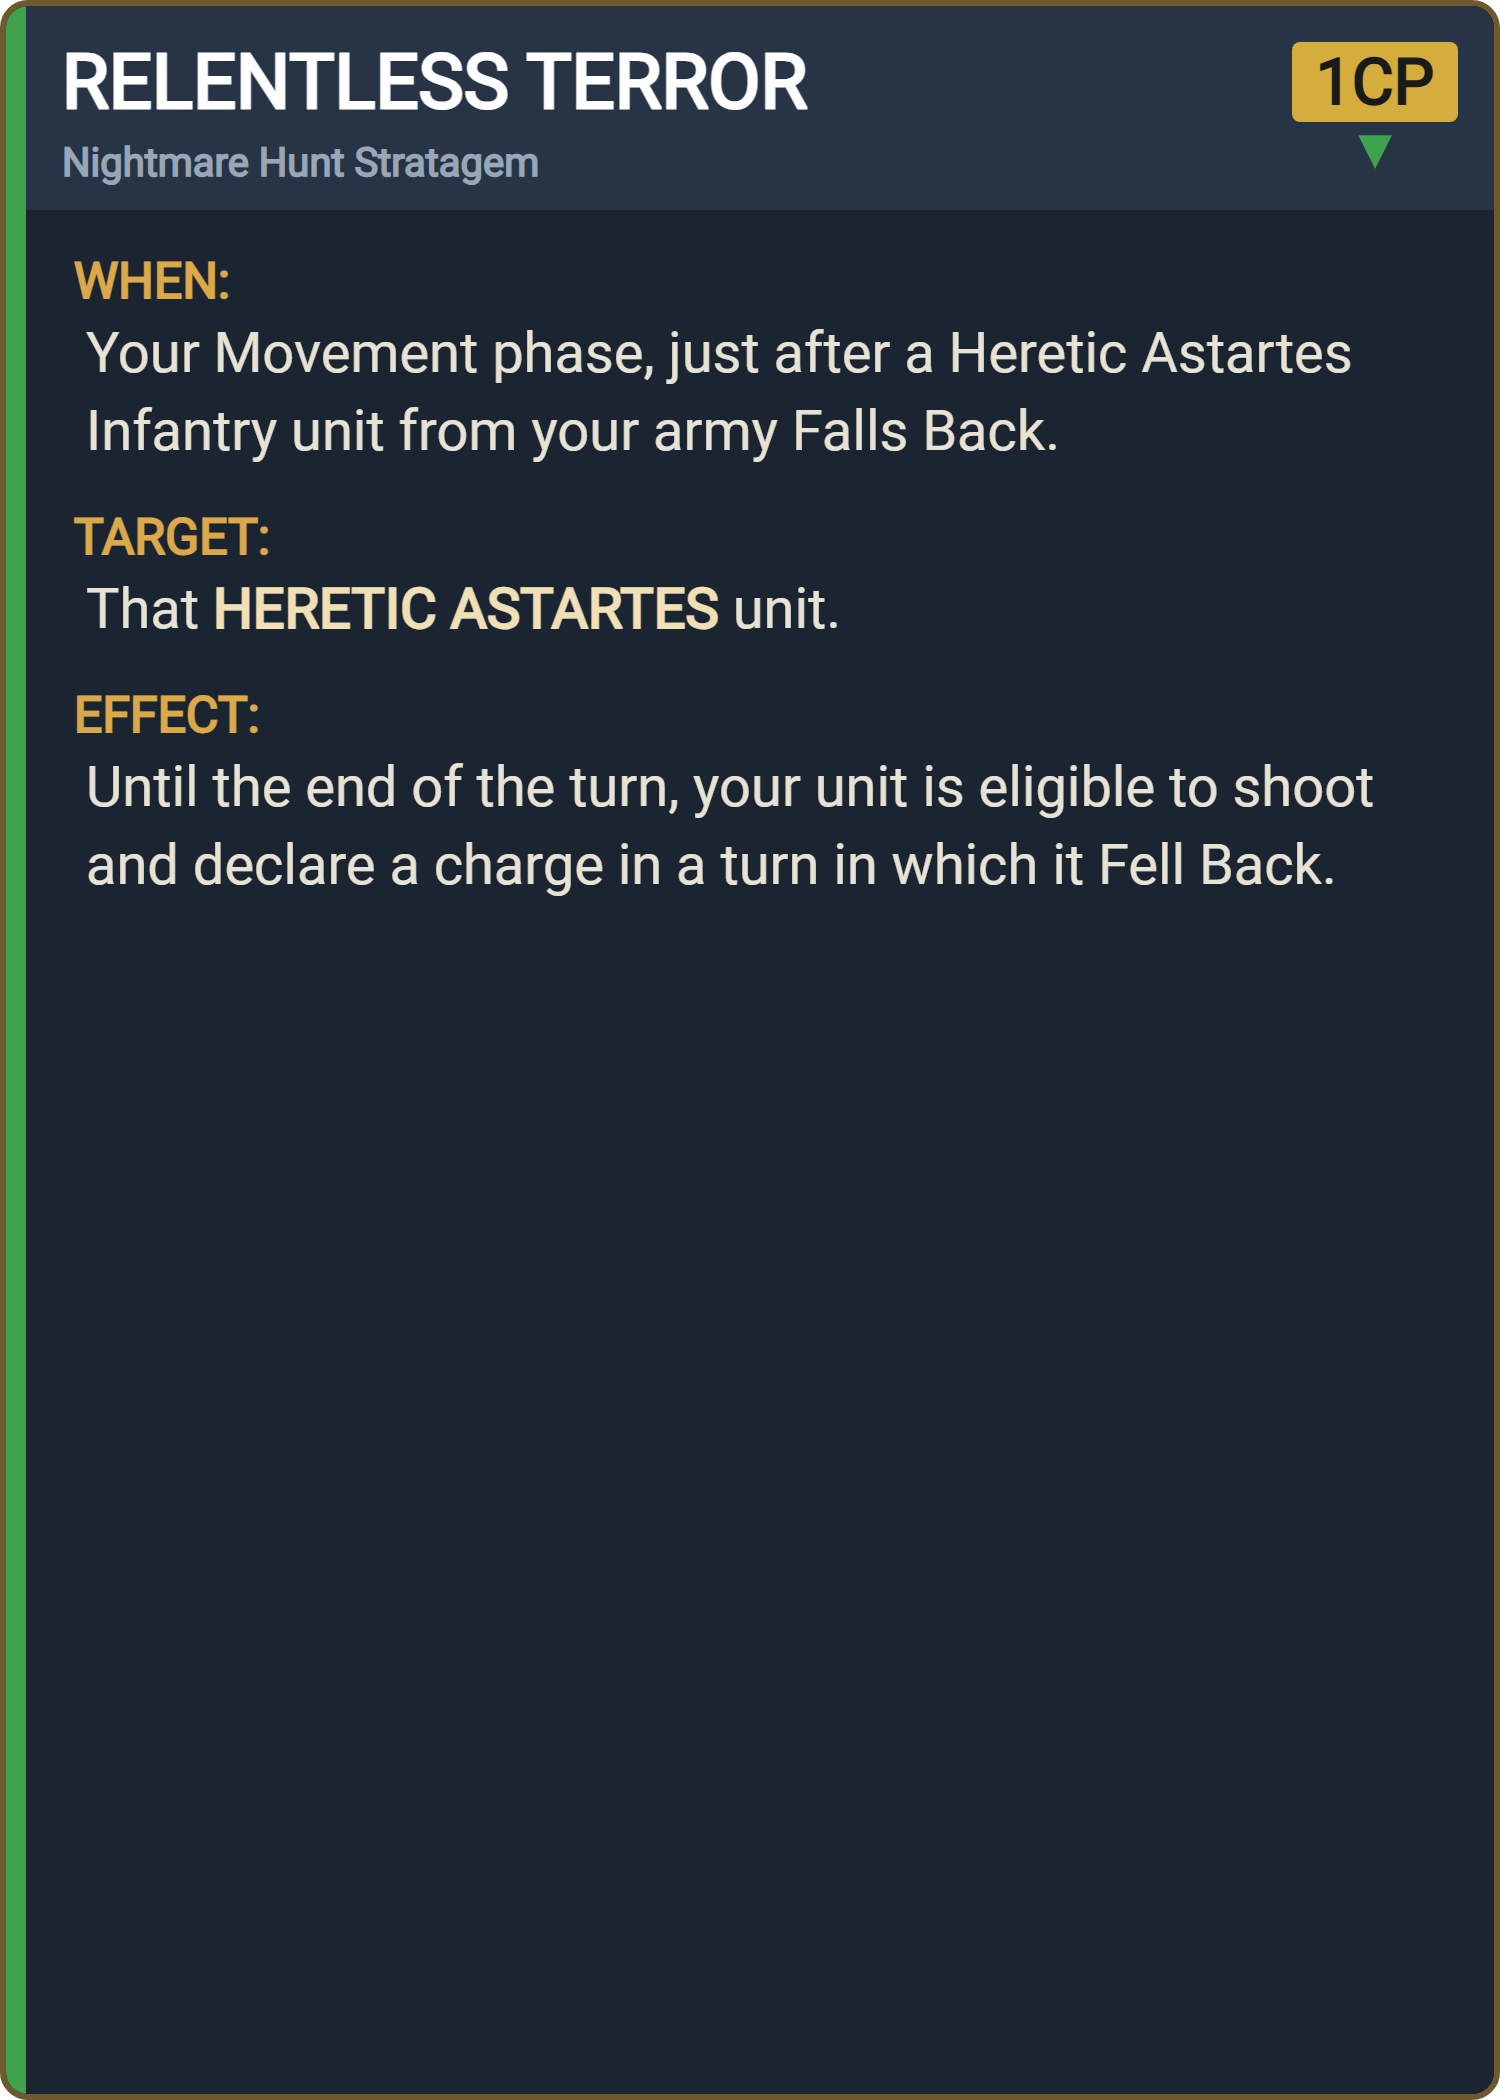 RELENTLESS TERROR
1CP
Nightmare Hunt Stratagem
WHEN:
Your Movement phase, just after a Heretic Astartes
Infantry unit from your army Falls Back.
TARGET:
That HERETIC ASTARTES unit.
EFFECT:
Until the end of the turn, your unit is eligible to shoot
and declare a charge in a turn in which it Fell Back.